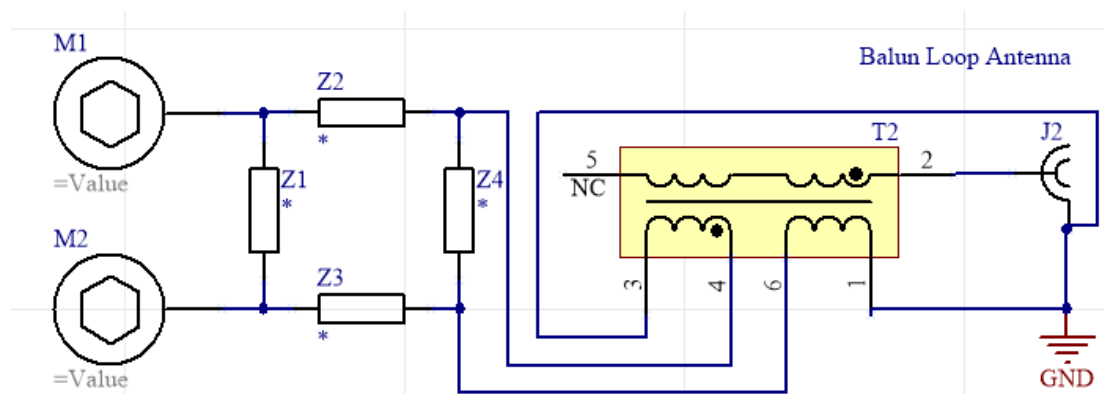 M1
=Value
Z2
*
Z1
*
Z4
*
M2
=Value
Z3
*
Balun Loop Antenna
T2
5
NC
2
3
4
6
1
J2
GND